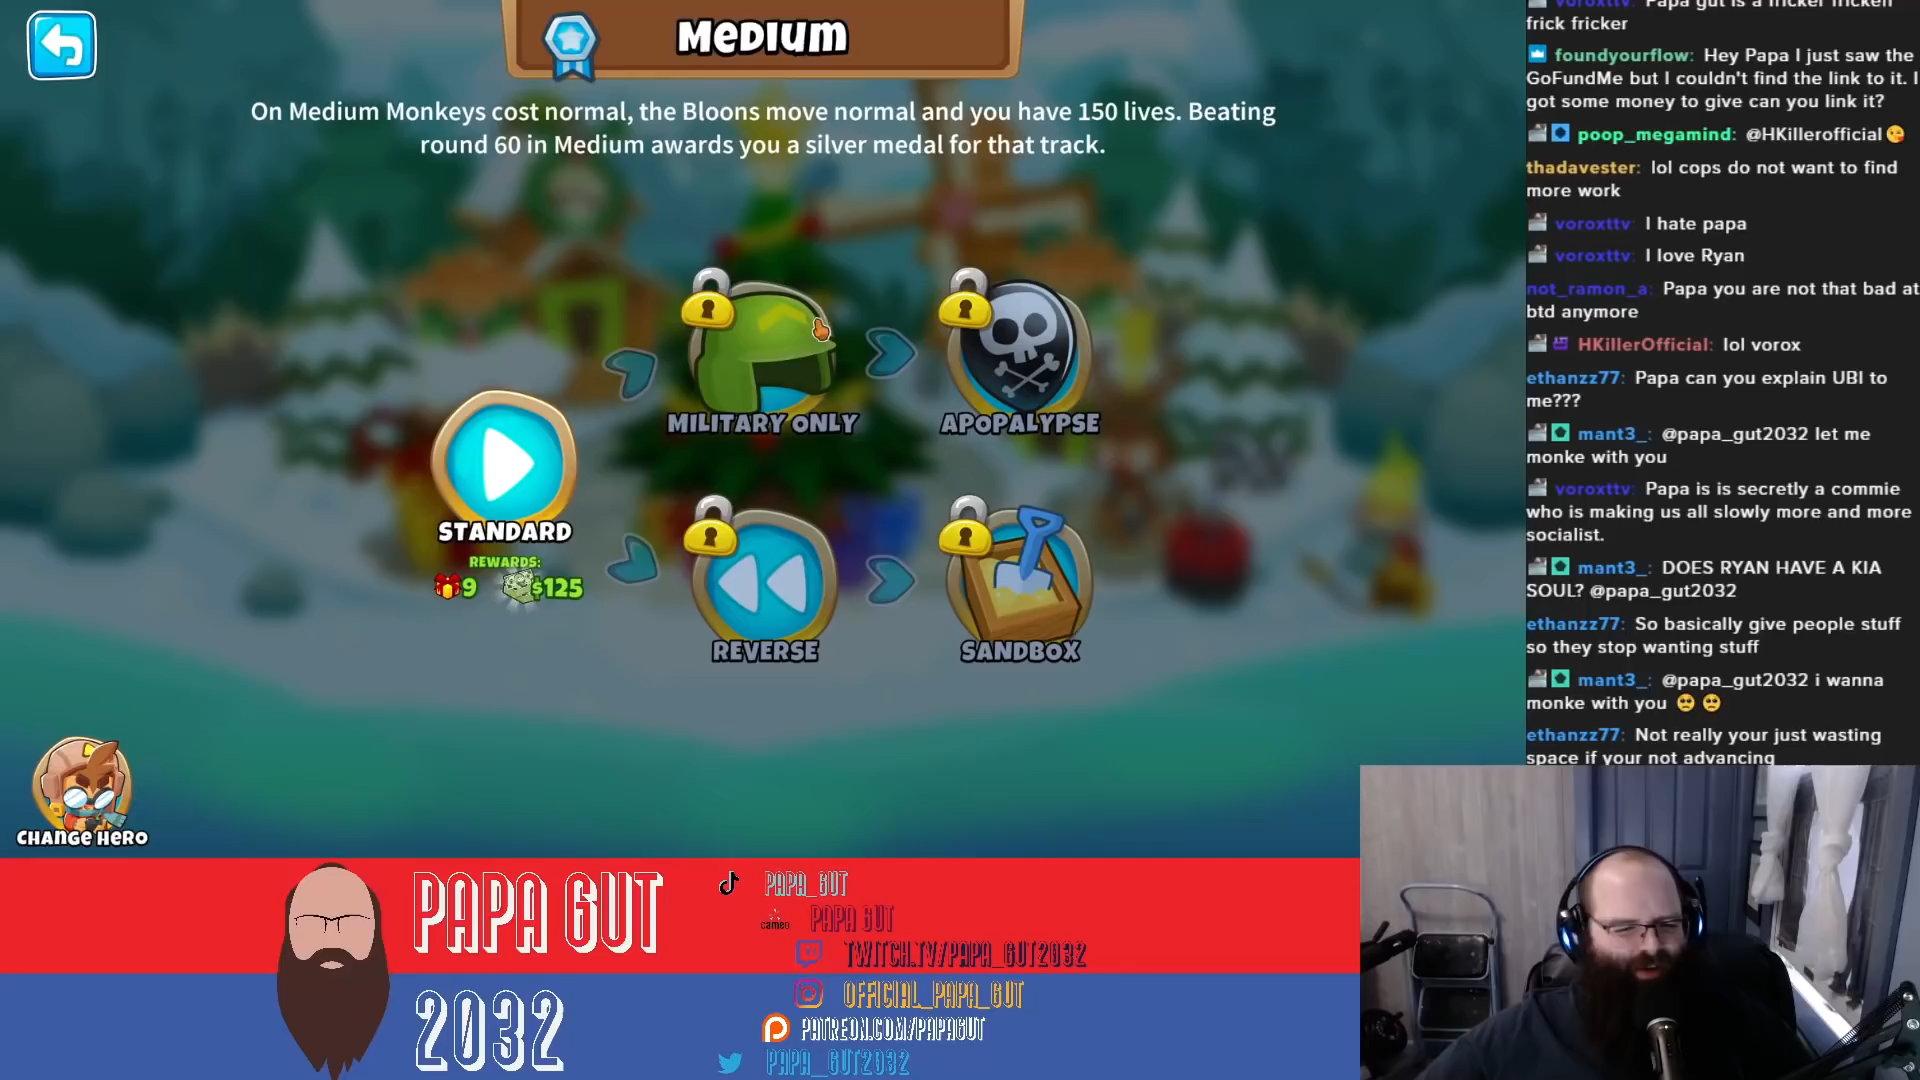 MEDIUM
On Medium Monkeys cost normal, the Bloons move normal and you have 150 lives. Beating
round 60 in Medium awards you a silver medal for that track.
MILITARY ONLY
APOPALYPSE
STANDARD
REWARDS:
9 $125
REVERSE
SANDBOX
CHANGE HERO
PAPA GUT
2032
PAPA_GUT
cameo PAPA GUT
TWITCH.TV/PAPA_GUT2032
OFFICIAL_PAPA_GUT
PATREON.COM/PAPAGUT
PAPA_GUT2032
voroxttv: Papa gut is a fricker fricken
frick fricker
foundyourflow: Hey Papa I just saw the
GoFundMe but I couldn't find the link to it. I
got some money to give can you link it?
poop_megamind: @HKillerofficial
thadavester: lol cops do not want to find
more work
voroxttv: I hate papa
voroxttv: I love Ryan
not_ramon_a: Papa you are not that bad at
btd anymore
HKillerOfficial: lol vorox
ethanzz77: Papa can you explain UBI to
me???
mant3_: @papa_gut2032 let me
monke with you
voroxttv: Papa is is secretly a commie
who is making us all slowly more and more
socialist.
mant3_: DOES RYAN HAVE A KIA
SOUL? @papa_gut2032
ethanzz77: So basically give people stuff
so they stop wanting stuff
mant3_: @papa_gut2032 i wanna
monke with you
ethanzz77: Not really your just wasting
space if your not advancing